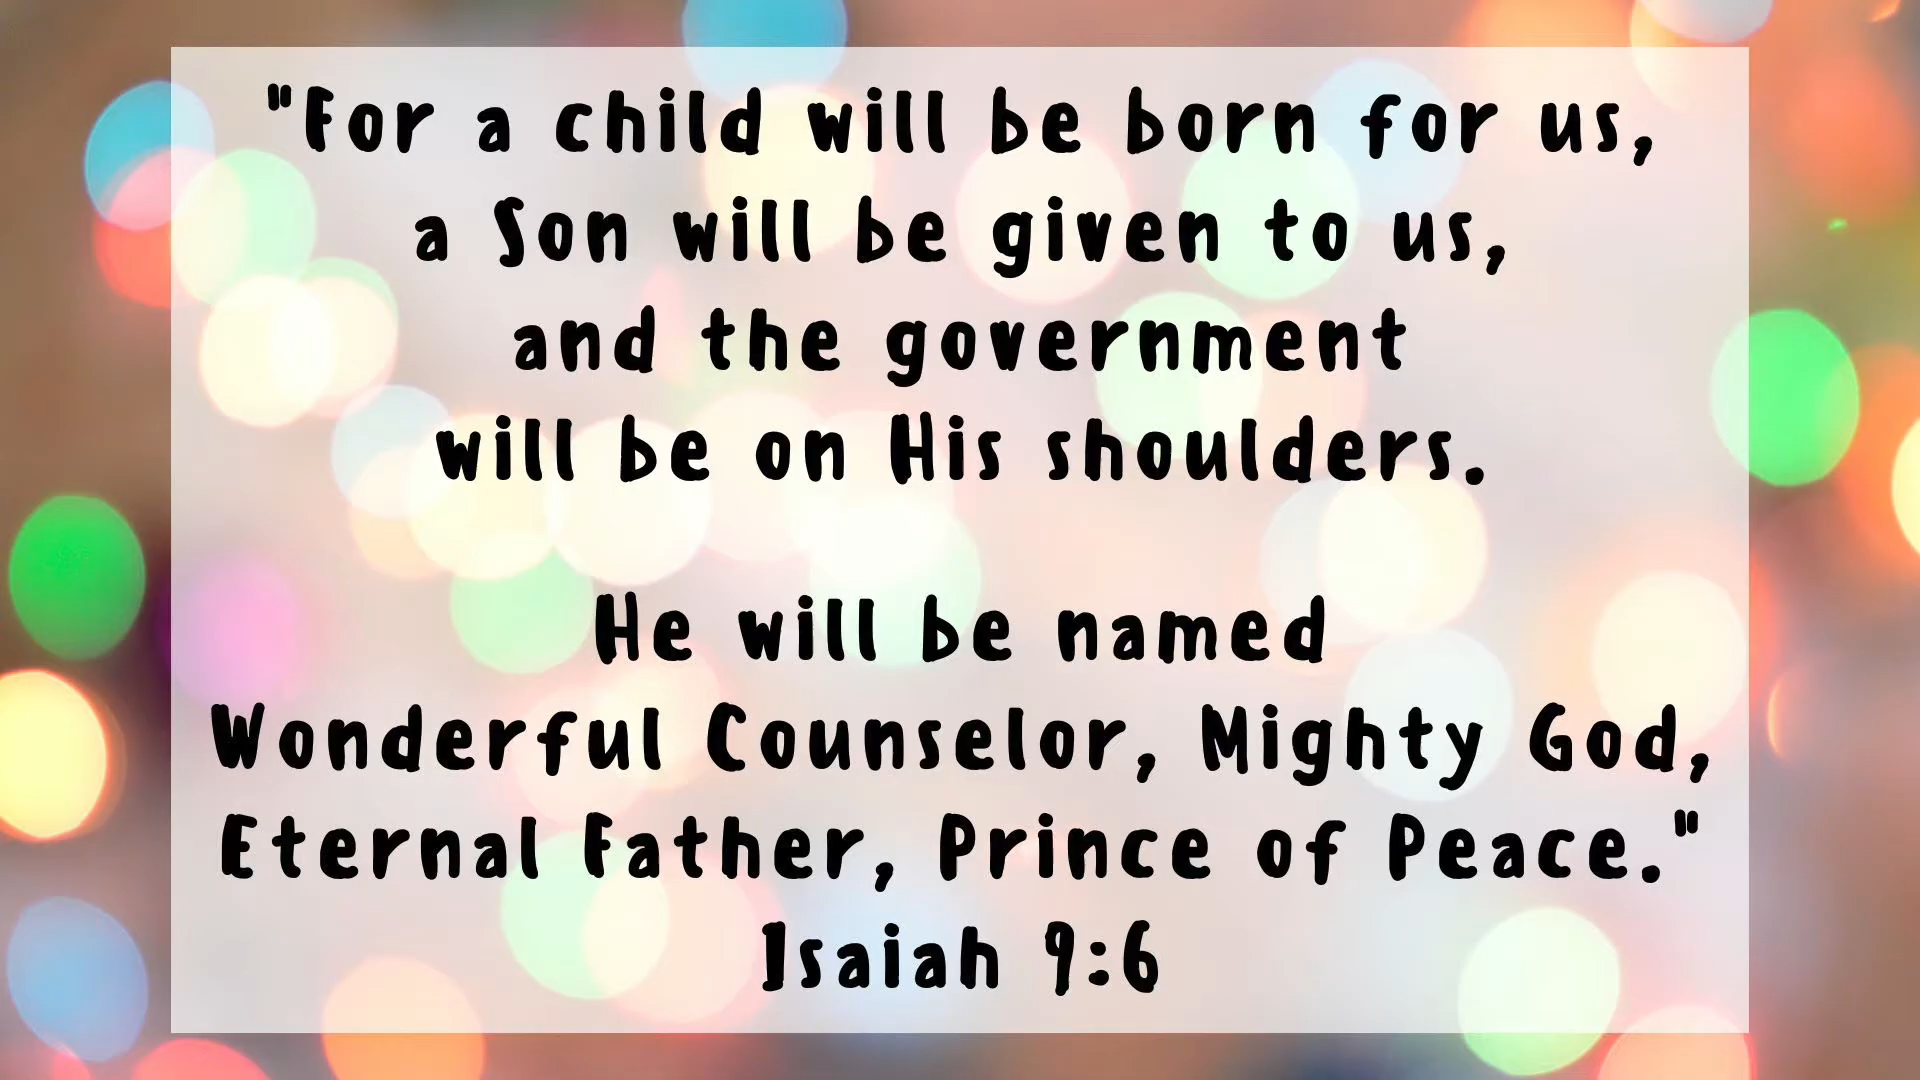 "For a child will be born for us,
a Son will be given to us,
and the government
will be on His shoulders.
He will be named
Wonderful Counselor, Mighty God,
Eternal Father, Prince of Peace."
Isaiah 9:6